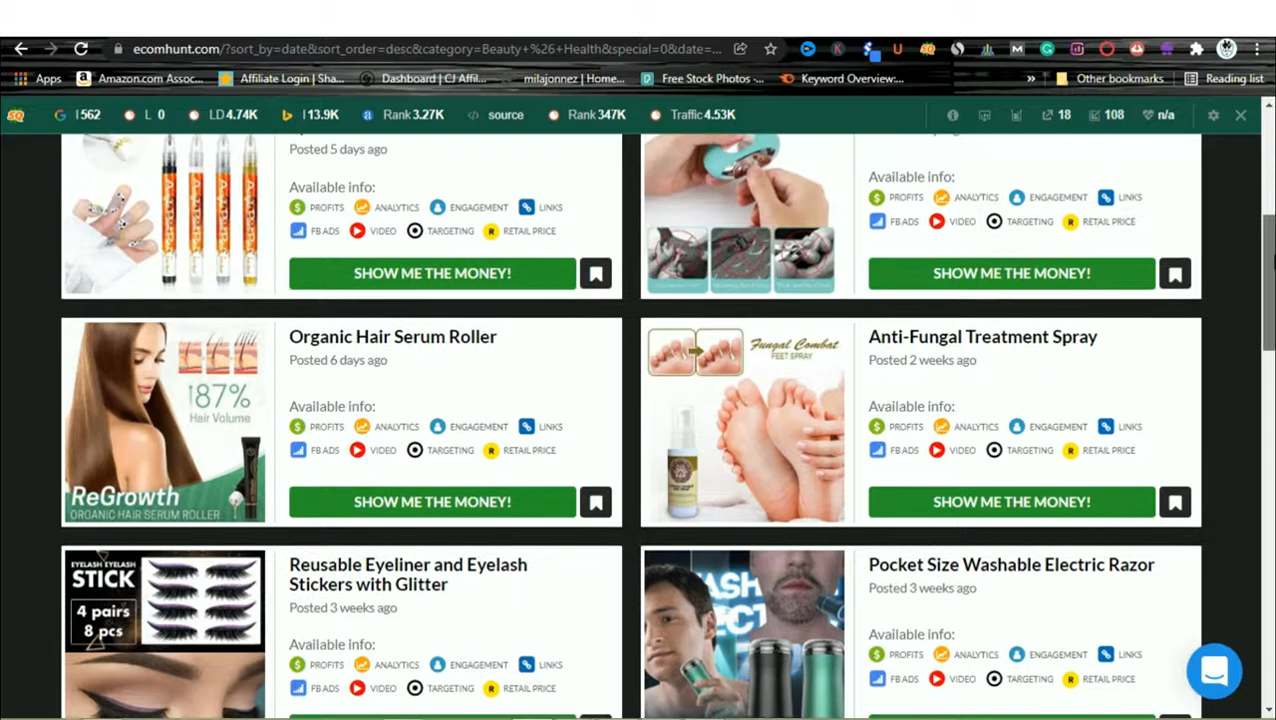 ecomhunt.com/?sort_by=date&sort_order=desc&category=Beauty+%26+Health&special=0&date=...
Apps
Amazon.com Assoc...
Affiliate Login | Sha...
Dashboard | CJ Affil...
milajonnez | Home...
Free Stock Photos -...
Keyword Overview:...
»
Other bookmarks
Reading list
I 562
L 0
LD 4.74K
I 13.9K
Rank 3.27K
source
Rank 347K
Traffic 4.53K
18
108
n/a
Posted 5 days ago
Available info:
PROFITS ANALYTICS ENGAGEMENT LINKS
FB ADS VIDEO TARGETING RETAIL PRICE
SHOW ME THE MONEY!
Available info:
PROFITS ANALYTICS ENGAGEMENT LINKS
FB ADS VIDEO TARGETING RETAIL PRICE
SHOW ME THE MONEY!
187%
Hair Volume
ReGrowth
ORGANIC HAIR SERUM ROLLER
Organic Hair Serum Roller
Posted 6 days ago
Available info:
PROFITS ANALYTICS ENGAGEMENT LINKS
FB ADS VIDEO TARGETING RETAIL PRICE
SHOW ME THE MONEY!
Fungal Combat
FEET SPRAY
Anti-Fungal Treatment Spray
Posted 2 weeks ago
Available info:
PROFITS ANALYTICS ENGAGEMENT LINKS
FB ADS VIDEO TARGETING RETAIL PRICE
SHOW ME THE MONEY!
EYELASH EYELASH
STICK
4 pairs
8 pcs
Reusable Eyeliner and Eyelash
Stickers with Glitter
Posted 3 weeks ago
Available info:
PROFITS ANALYTICS ENGAGEMENT LINKS
FB ADS VIDEO TARGETING RETAIL PRICE
Pocket Size Washable Electric Razor
Posted 3 weeks ago
Available info:
PROFITS ANALYTICS ENGAGEMENT LINKS
FB ADS VIDEO TARGETING RETAIL PRICE